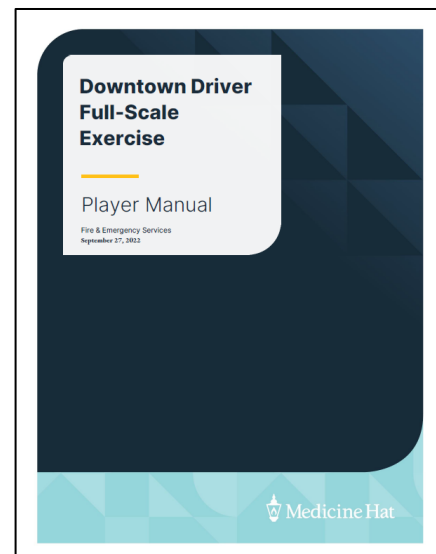 Downtown Driver
Full-Scale
Exercise
Player Manual
Fire & Emergency Services
September 27, 2022
Medicine Hat